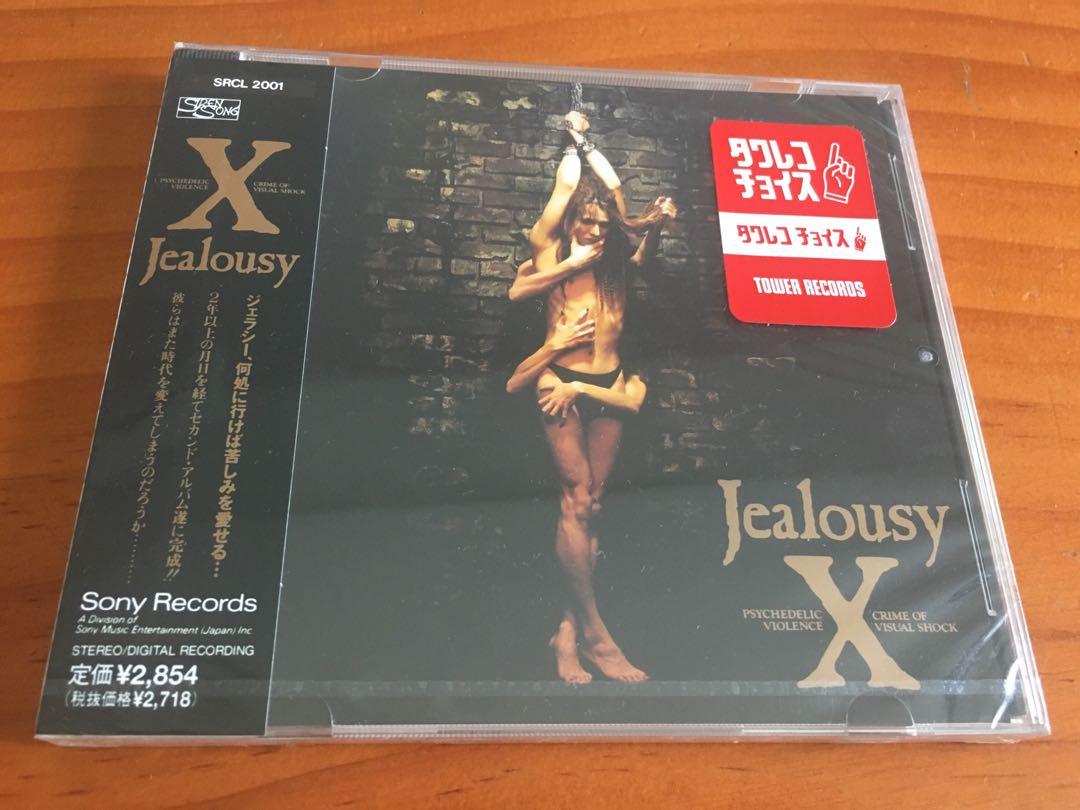 SRCL 2001
SIREN SONG
X
PSYCHEDELIC VIOLENCE
CRIME OF VISUAL SHOCK
Jealousy
ジェラシー、何処に行けば苦しみを愛せる…
2年以上の月日を経てセカンド・アルバム遂に完成!!
彼らはまた時代を変えてしまうのだろうか………
Sony Records
A Division of
Sony Music Entertainment (Japan) Inc.
STEREO/DIGITAL RECORDING
定価¥2,854
(税抜価格¥2,718)
タワレコ
チョイス
タワレコ チョイス
TOWER RECORDS
Jealousy
X
PSYCHEDELIC VIOLENCE
CRIME OF VISUAL SHOCK